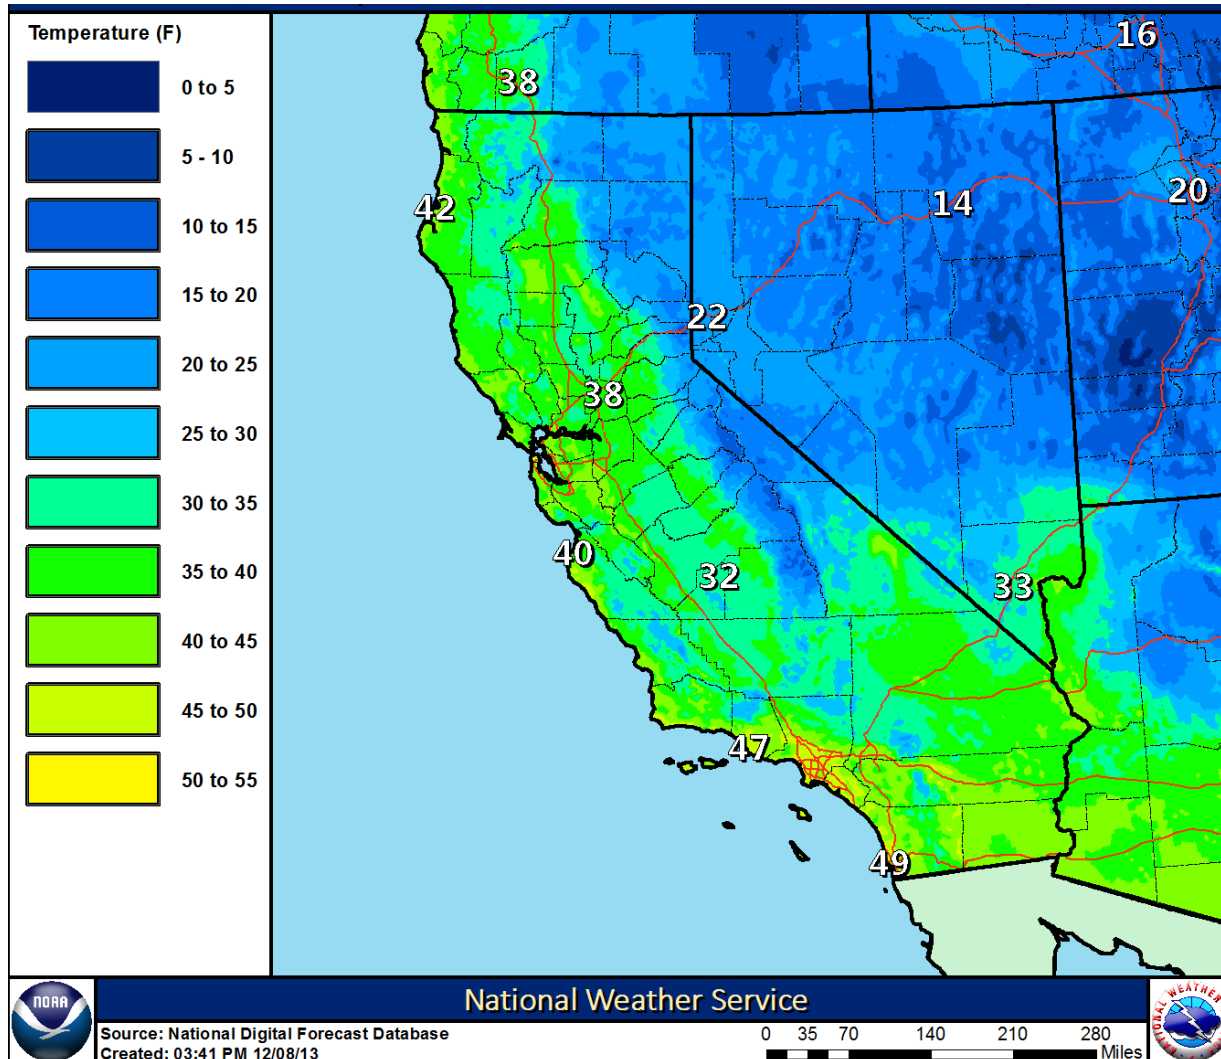 Temperature (F)
0 to 5
5 - 10
10 to 15
15 to 20
20 to 25
25 to 30
30 to 35
35 to 40
40 to 45
45 to 50
50 to 55
16
38
42
14
20
22
38
40
32
33
47
49
NOAA
National Weather Service
Source: National Digital Forecast Database
Created: 03:41 PM 12/08/13
0 35 70 140 210 280
Miles
NATIONAL WEATHER